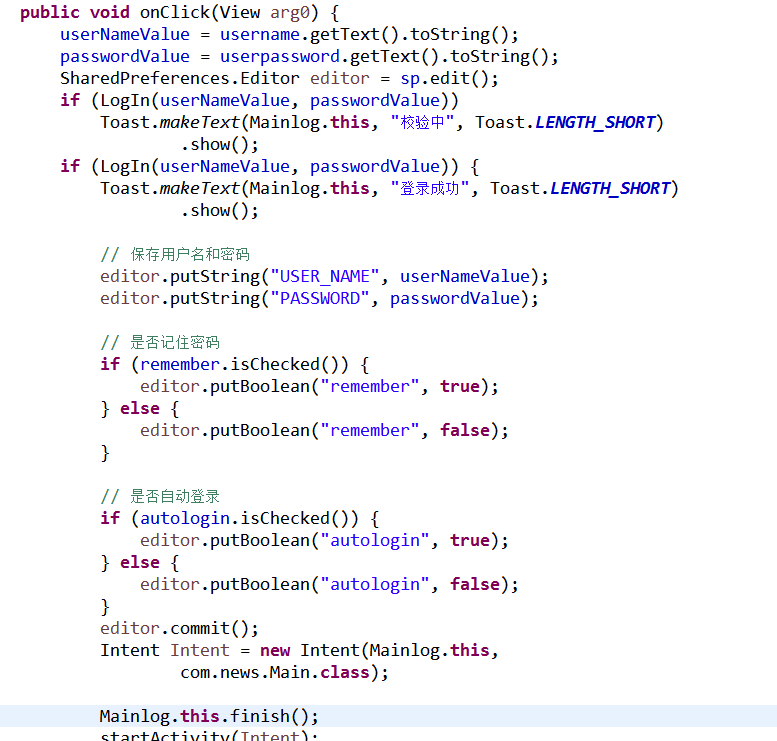 public void onClick(View arg0) {
userNameValue = username.getText().toString();
passwordValue = userpassword.getText().toString();
SharedPreferences.Editor editor = sp.edit();
if (LogIn(userNameValue, passwordValue))
Toast.makeText(Mainlog.this, "校验中", Toast.LENGTH_SHORT)
.show();
if (LogIn(userNameValue, passwordValue)) {
Toast.makeText(Mainlog.this, "登录成功", Toast.LENGTH_SHORT)
.show();
// 保存用户名和密码
editor.putString("USER_NAME", userNameValue);
editor.putString("PASSWORD", passwordValue);
// 是否记住密码
if (remember.isChecked()) {
editor.putBoolean("remember", true);
} else {
editor.putBoolean("remember", false);
}
// 是否自动登录
if (autologin.isChecked()) {
editor.putBoolean("autologin", true);
} else {
editor.putBoolean("autologin", false);
}
editor.commit();
Intent Intent = new Intent(Mainlog.this,
com.news.Main.class);
Mainlog.this.finish();
startActivity(Intent);